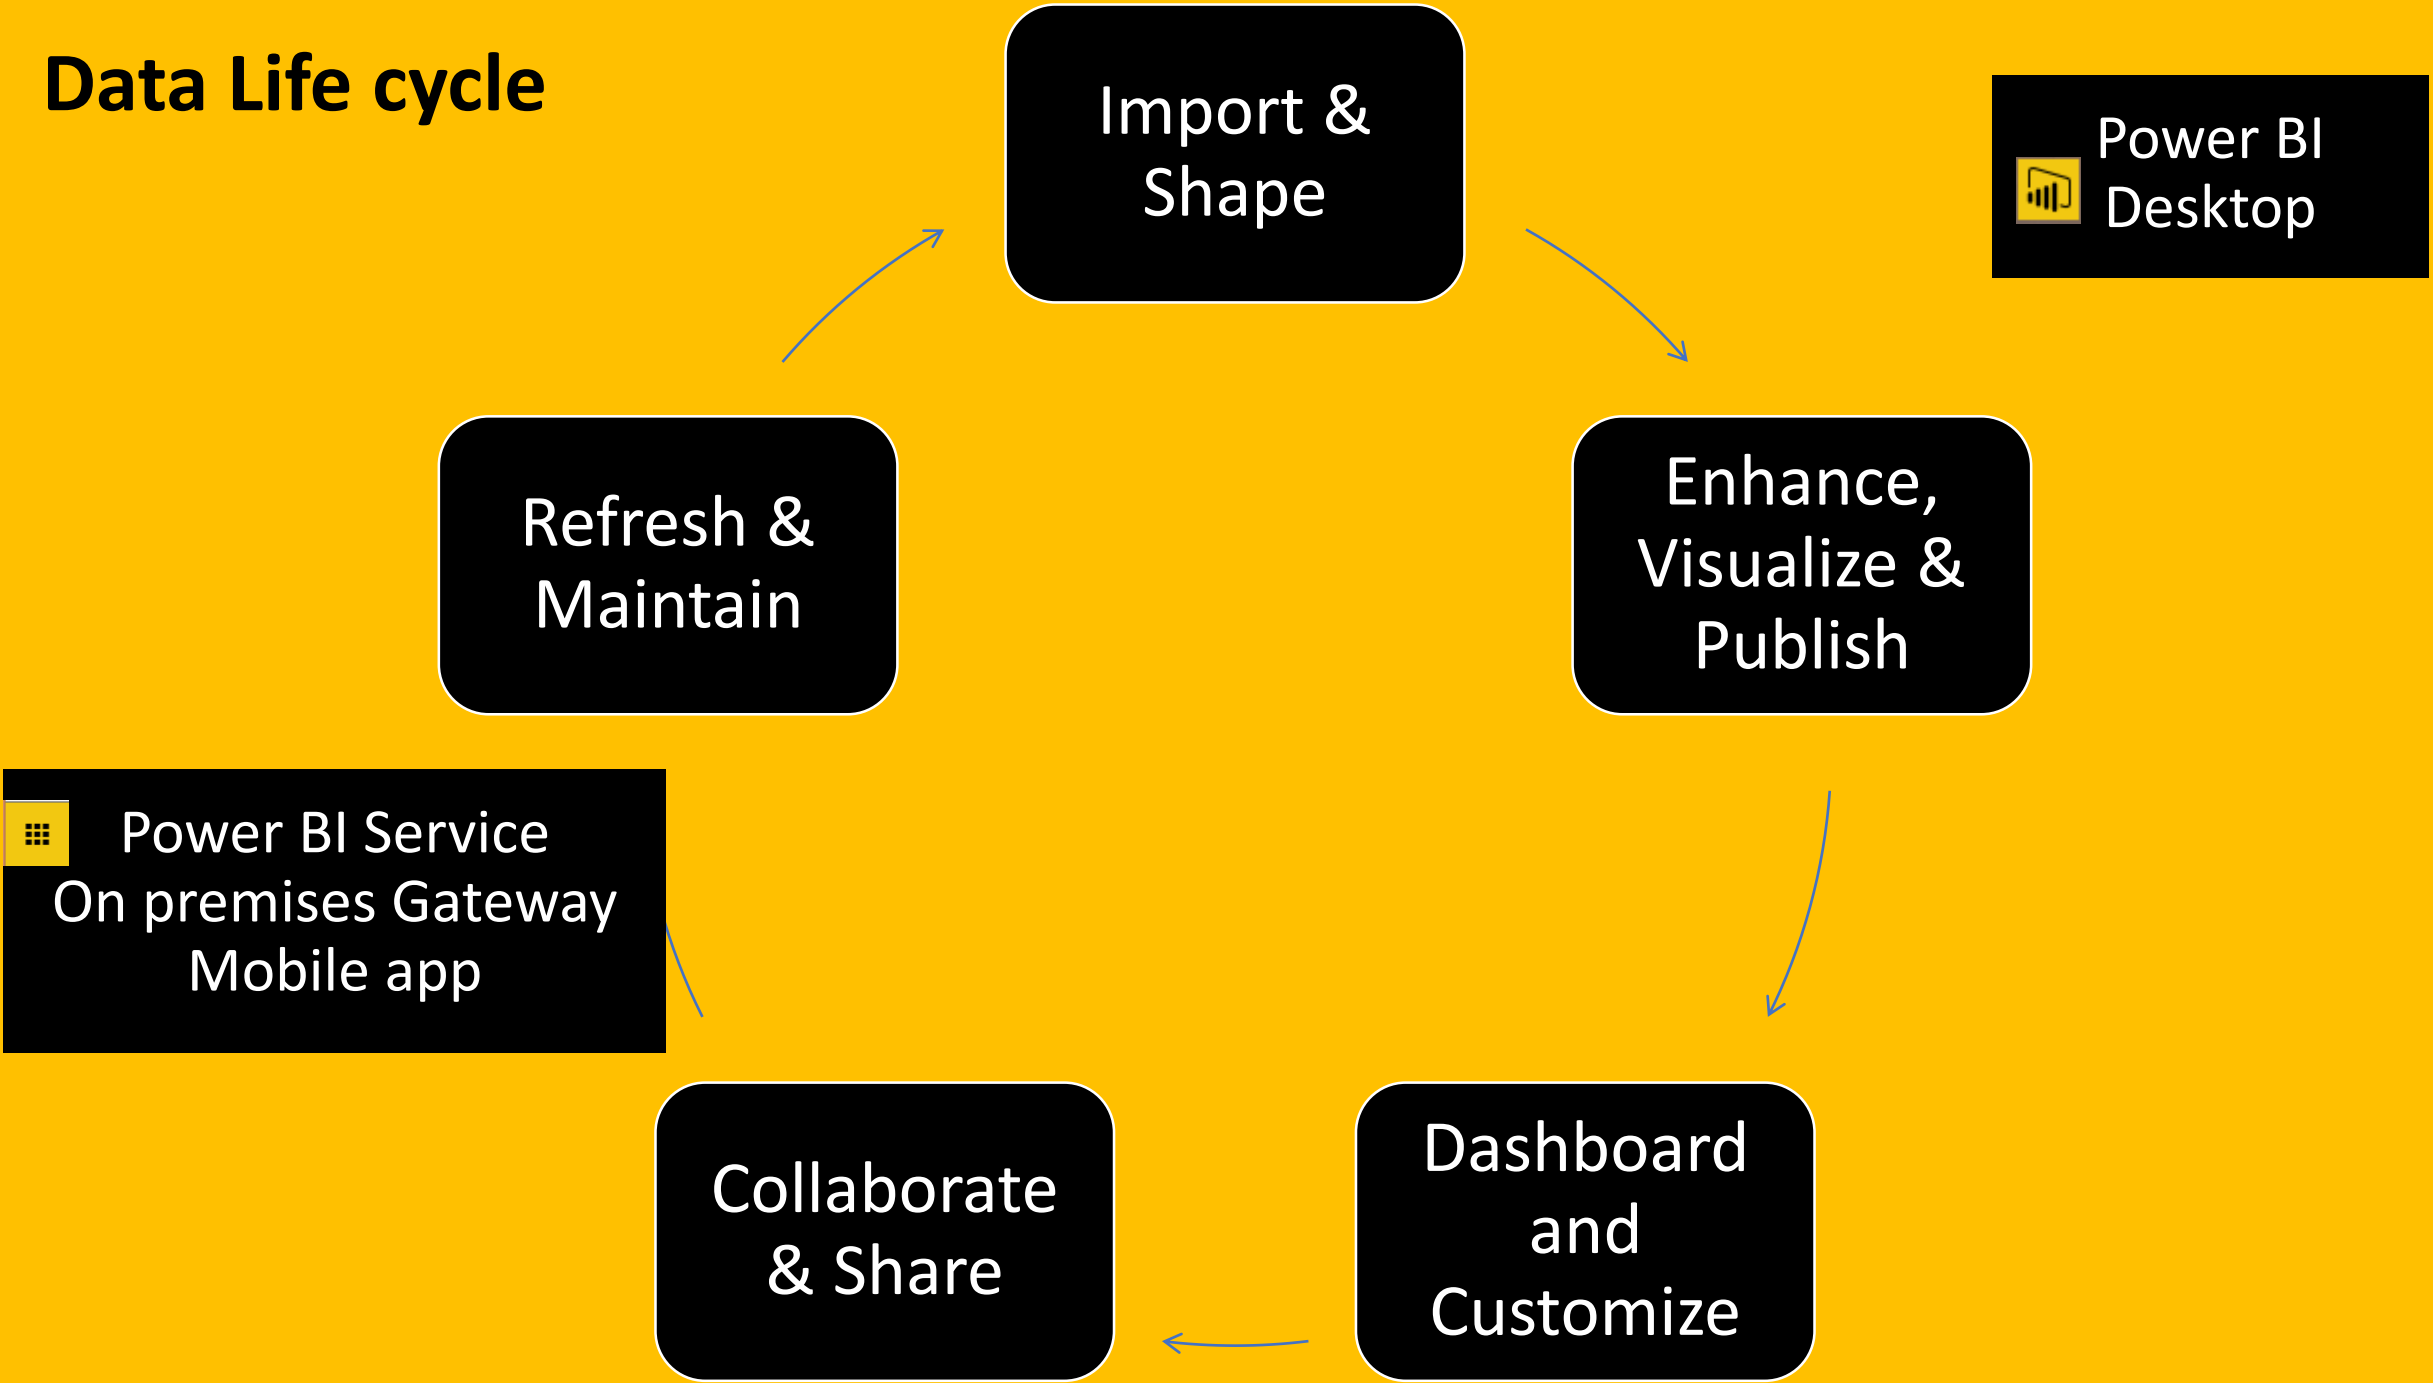 Data Life cycle
Import &
Shape
Power BI
Desktop
Enhance,
Visualize &
Publish
Dashboard
and
Customize
Collaborate
& Share
Refresh &
Maintain
Power BI Service
On premises Gateway
Mobile app